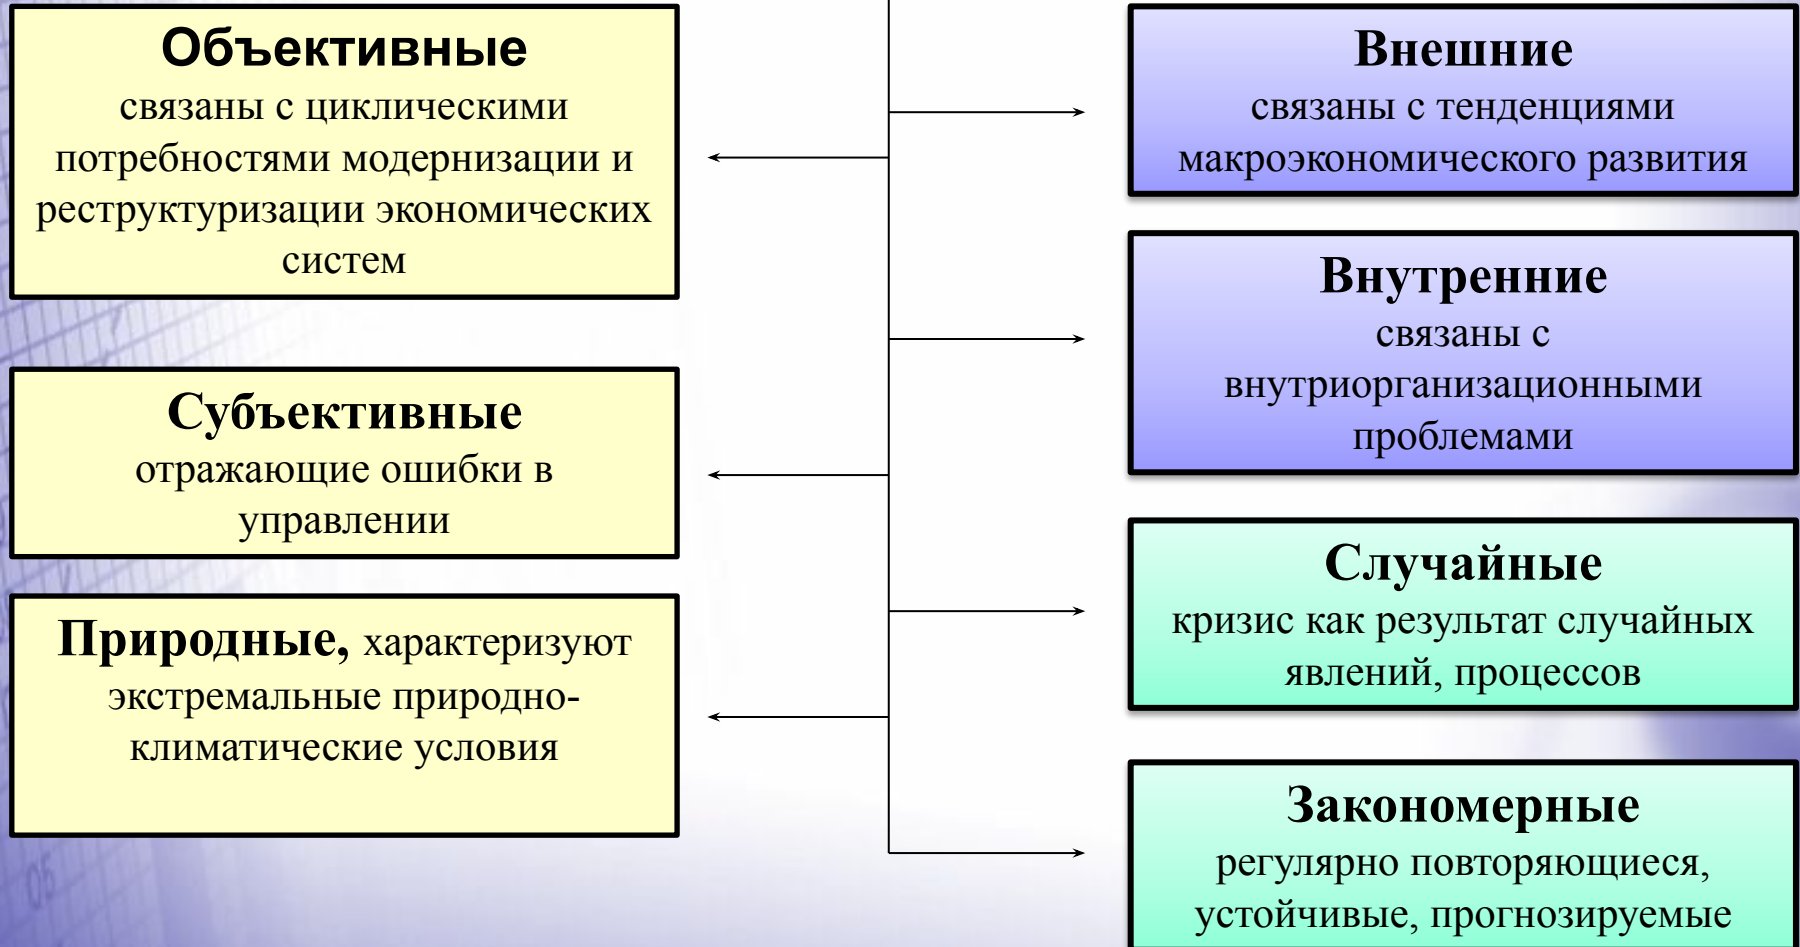 Объективные
связаны с циклическими
потребностями модернизации и
реструктуризации экономических
систем
Субъективные
отражающие ошибки в
управлении
Природные, характеризуют
экстремальные природно-
климатические условия
Внешние
связаны с тенденциями
макроэкономического развития
Внутренние
связаны с
внутриорганизационными
проблемами
Случайные
кризис как результат случайных
явлений, процессов
Закономерные
регулярно повторяющиеся,
устойчивые, прогнозируемые
05